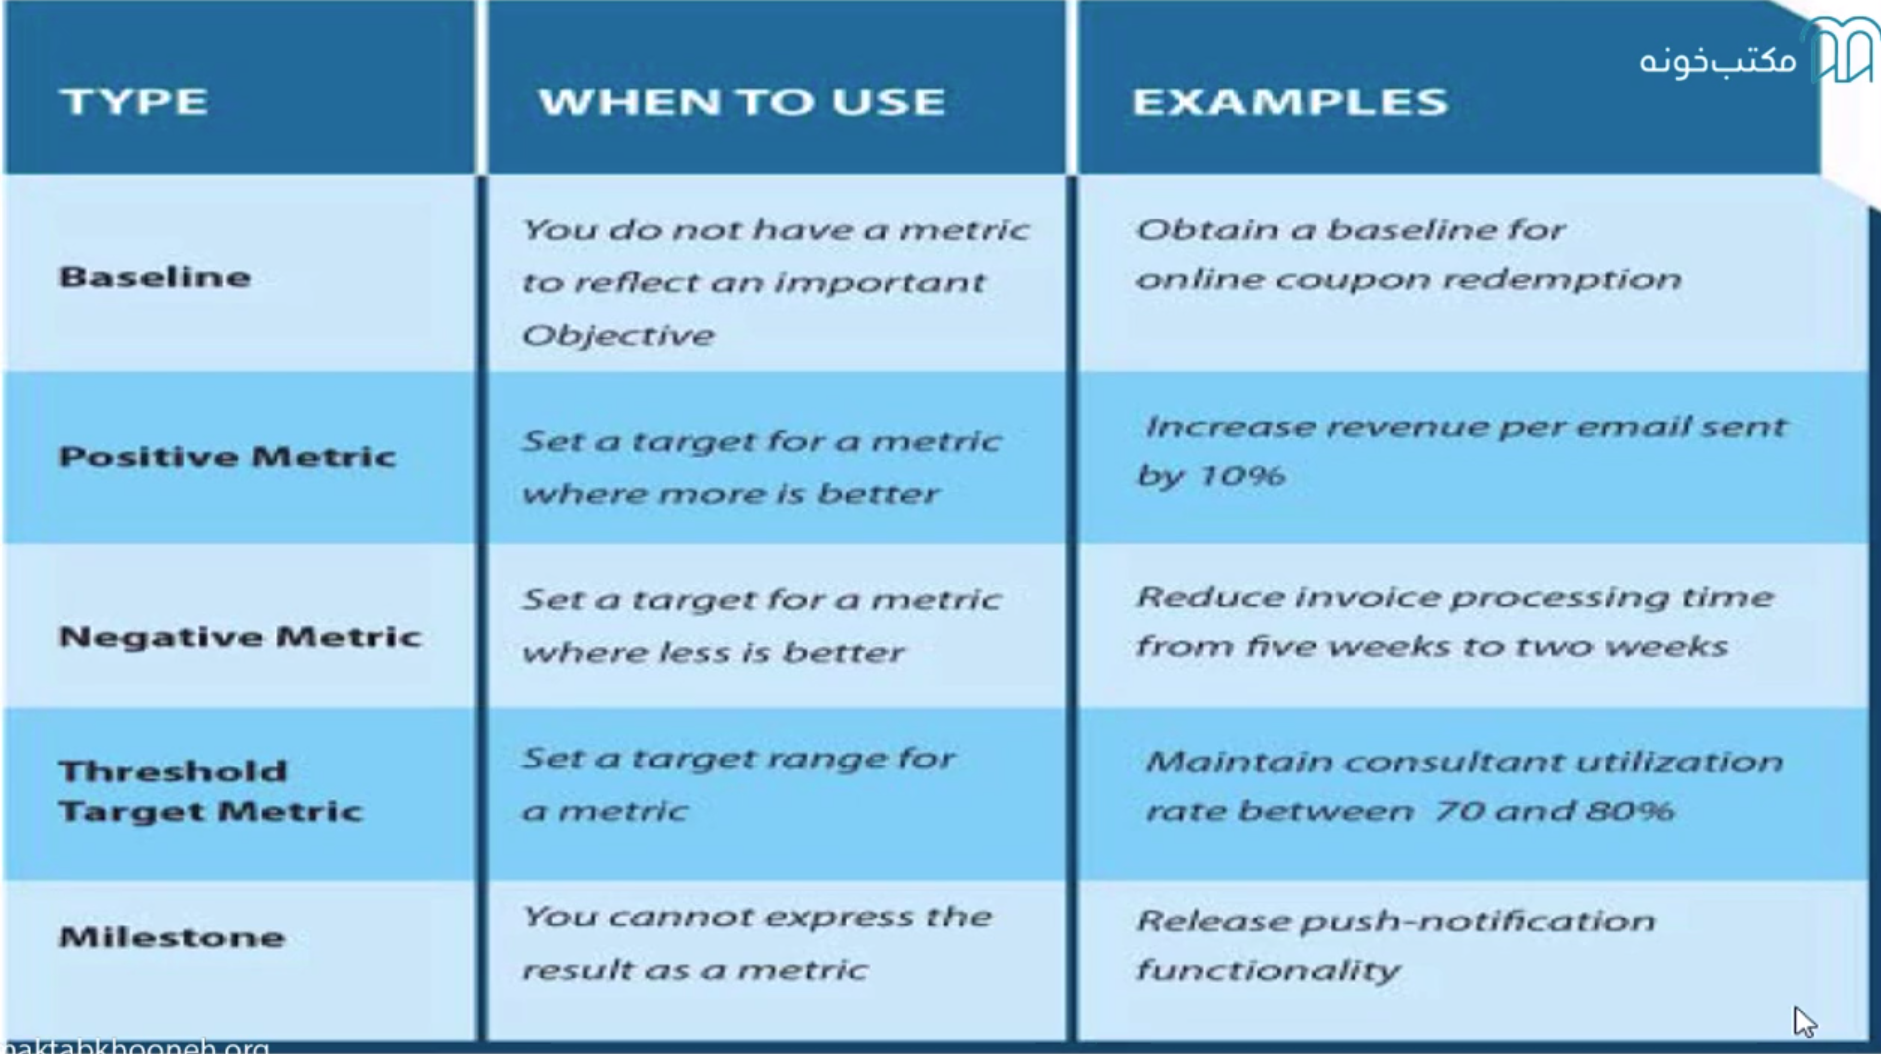 مکتب‌خونه
TYPE
WHEN TO USE
EXAMPLES
Baseline
You do not have a metric
to reflect an important
Objective
Obtain a baseline for
online coupon redemption
Positive Metric
Set a target for a metric
where more is better
Increase revenue per email sent
by 10%
Negative Metric
Set a target for a metric
where less is better
Reduce invoice processing time
from five weeks to two weeks
Threshold
Target Metric
Set a target range for
a metric
Maintain consultant utilization
rate between 70 and 80%
Milestone
You cannot express the
result as a metric
Release push-notification
functionality
maktabkhooneh.org